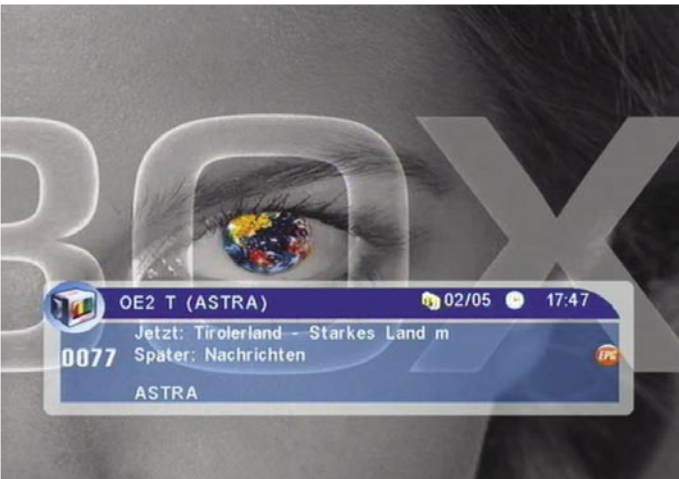 BOX
OE2 T (ASTRA) 02/05 17:47
Jetzt: Tirolerland - Starkes Land m
0077 Spater: Nachrichten EPG
ASTRA